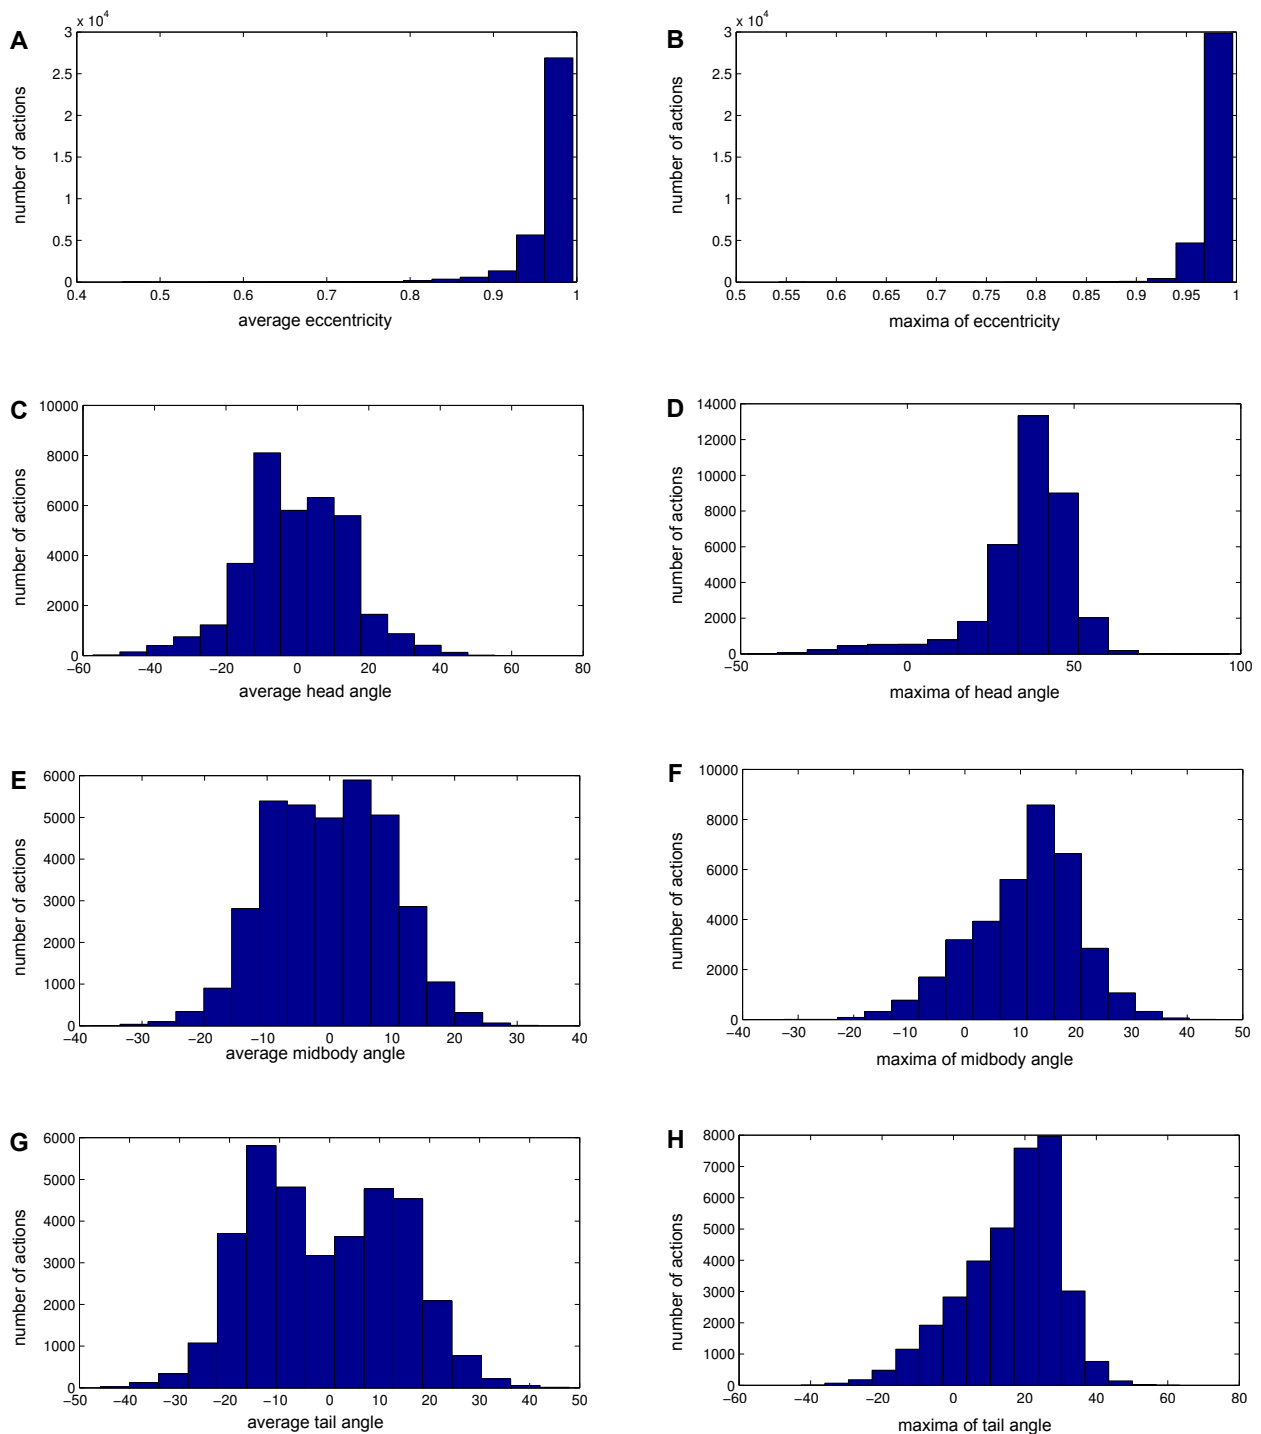 A
x 10^4
3
2.5
2
1.5
1
0.5
0
0.4 0.5 0.6 0.7 0.8 0.9 1
number of actions
average eccentricity
B
x 10^4
3
2.5
2
1.5
1
0.5
0
0.5 0.55 0.6 0.65 0.7 0.75 0.8 0.85 0.9 0.95 1
number of actions
maxima of eccentricity
C
10000
8000
6000
4000
2000
0
−60 −40 −20 0 20 40 60 80
number of actions
average head angle
D
14000
12000
10000
8000
6000
4000
2000
0
−50 0 50 100
number of actions
maxima of head angle
E
6000
5000
4000
3000
2000
1000
0
−40 −30 −20 −10 0 10 20 30 40
number of actions
average midbody angle
F
10000
8000
6000
4000
2000
0
−40 −30 −20 −10 0 10 20 30 40 50
number of actions
maxima of midbody angle
G
6000
5000
4000
3000
2000
1000
0
−50 −40 −30 −20 −10 0 10 20 30 40 50
number of actions
average tail angle
H
8000
7000
6000
5000
4000
3000
2000
1000
0
−60 −40 −20 0 20 40 60 80
number of actions
maxima of tail angle